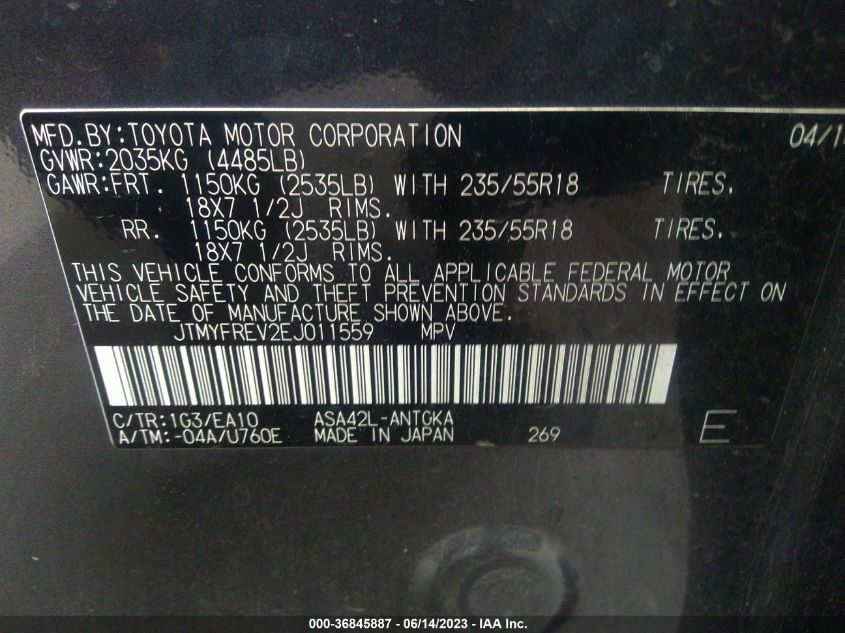 MFD.BY:TOYOTA MOTOR CORPORATION
GVWR:2035KG (4485LB)
GAWR:FRT. 1150KG (2535LB) WITH 235/55R18 TIRES.
18X7 1/2J RIMS.
RR. 1150KG (2535LB) WITH 235/55R18 TIRES.
18X7 1/2J RIMS.
THIS VEHICLE CONFORMS TO ALL APPLICABLE FEDERAL MOTOR
VEHICLE SAFETY AND THEFT PREVENTION STANDARDS IN EFFECT ON
THE DATE OF MANUFACTURE SHOWN ABOVE.
JTMYFREV2EJ011559 MPV
C/TR:1G3/EA10 ASA42L-ANTGKA
A/TM:-04A/U760E MADE IN JAPAN 269 E
000-36845887 - 06/14/2023 - IAA Inc.